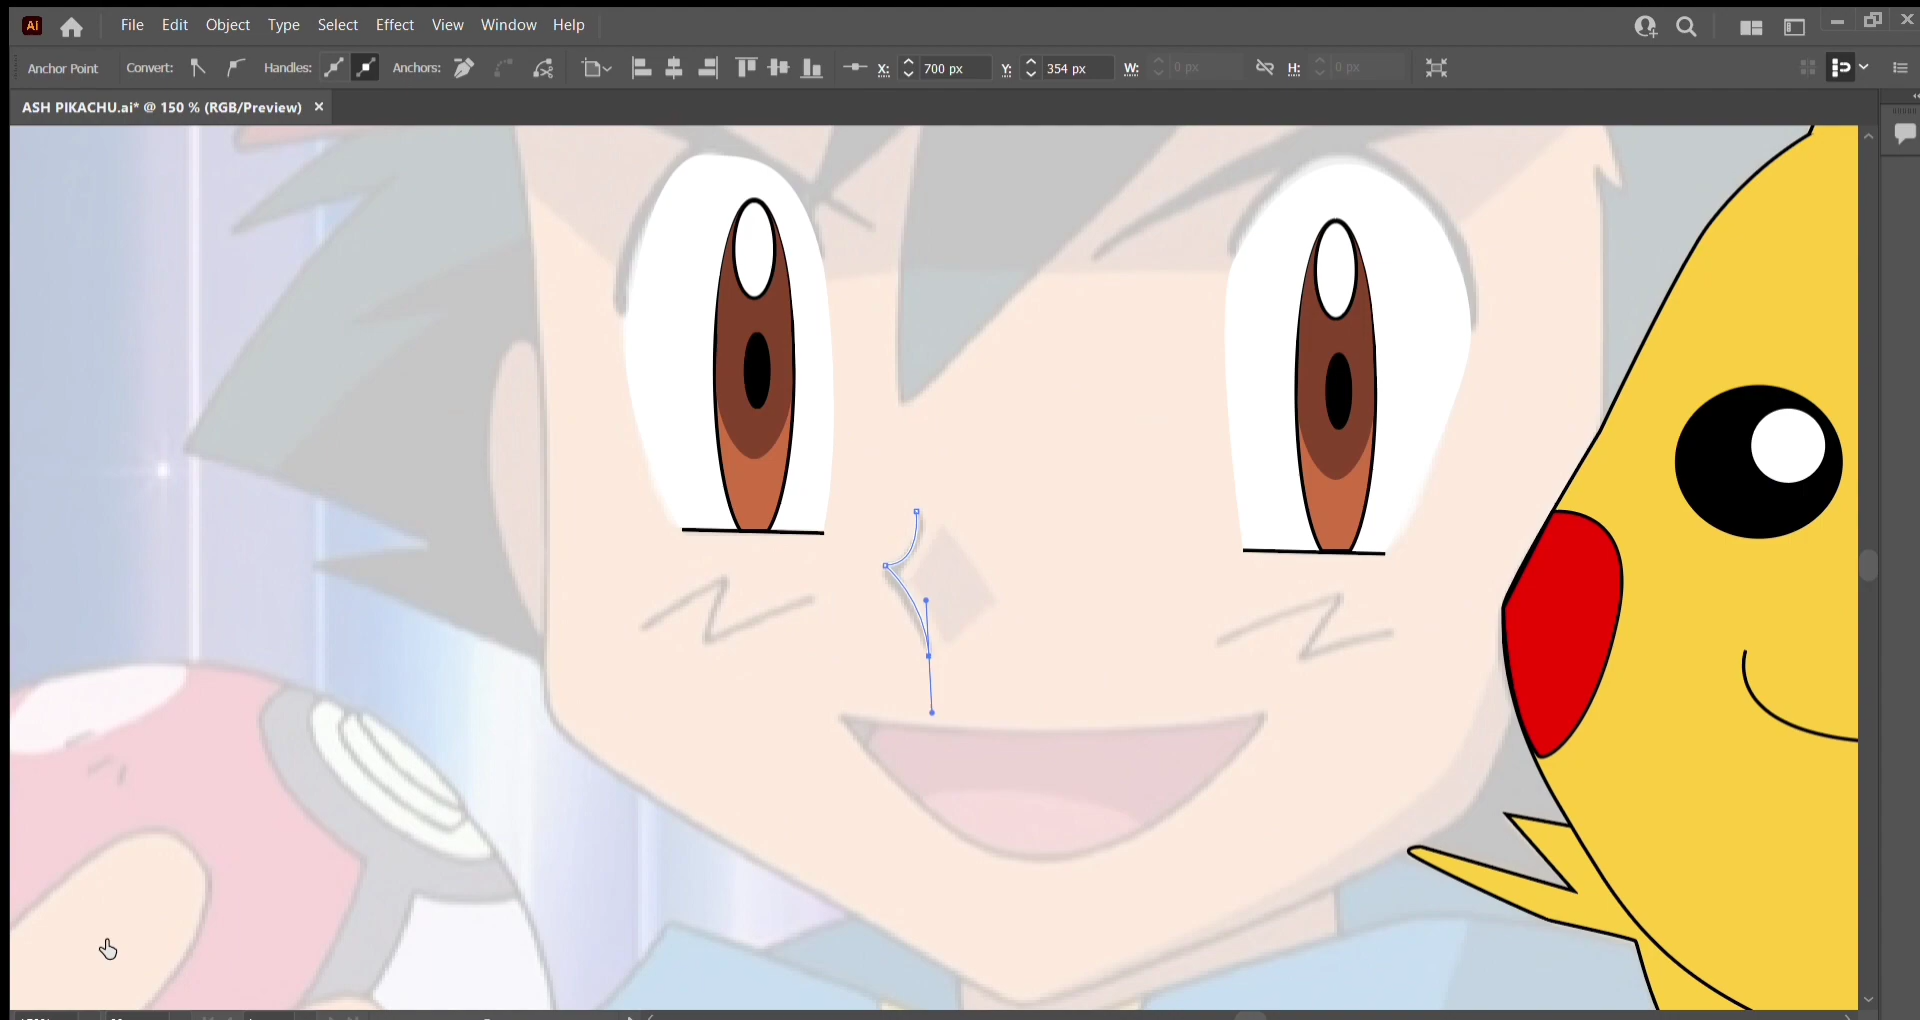 Ai File Edit Object Type Select Effect View Window Help
Anchor Point Convert: Handles: Anchors: X: 700 px Y: 354 px W: 0 px H: 0 px
ASH PIKACHU.ai* @ 150 % (RGB/Preview) ×